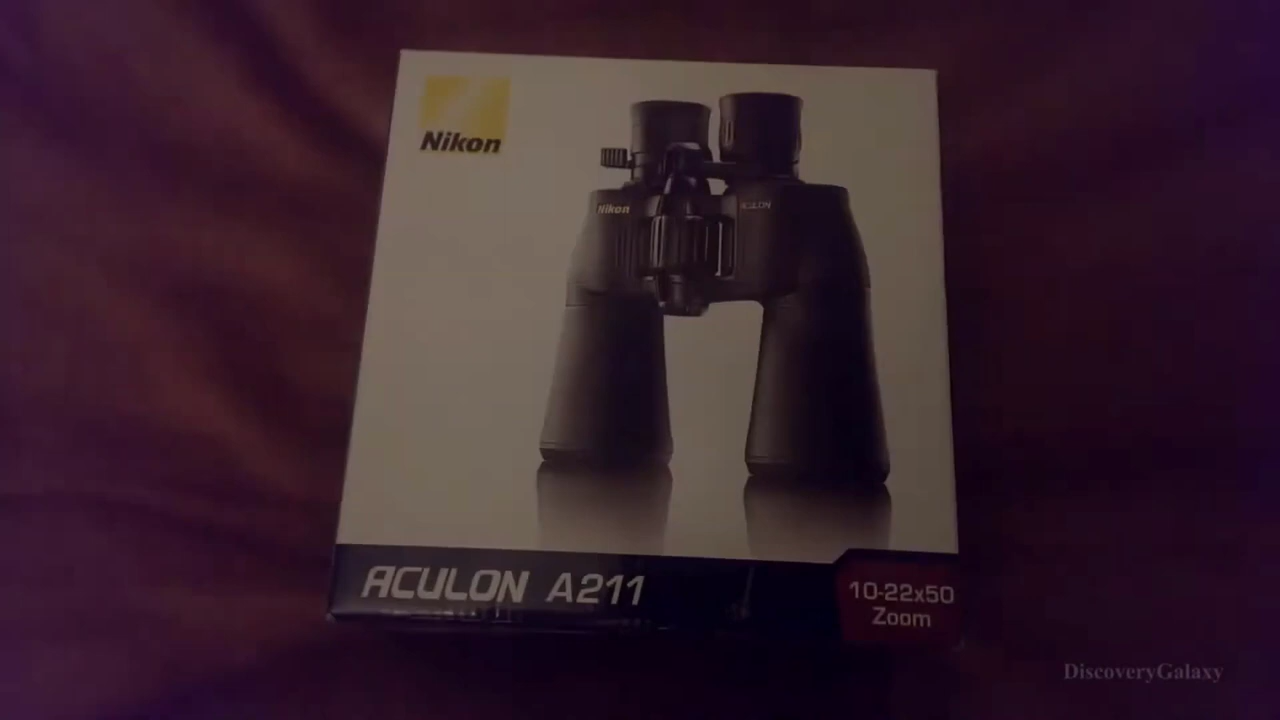 Nikon
Nikon
ACULON
ACULON A211
10-22x50
Zoom
DiscoveryGalaxy